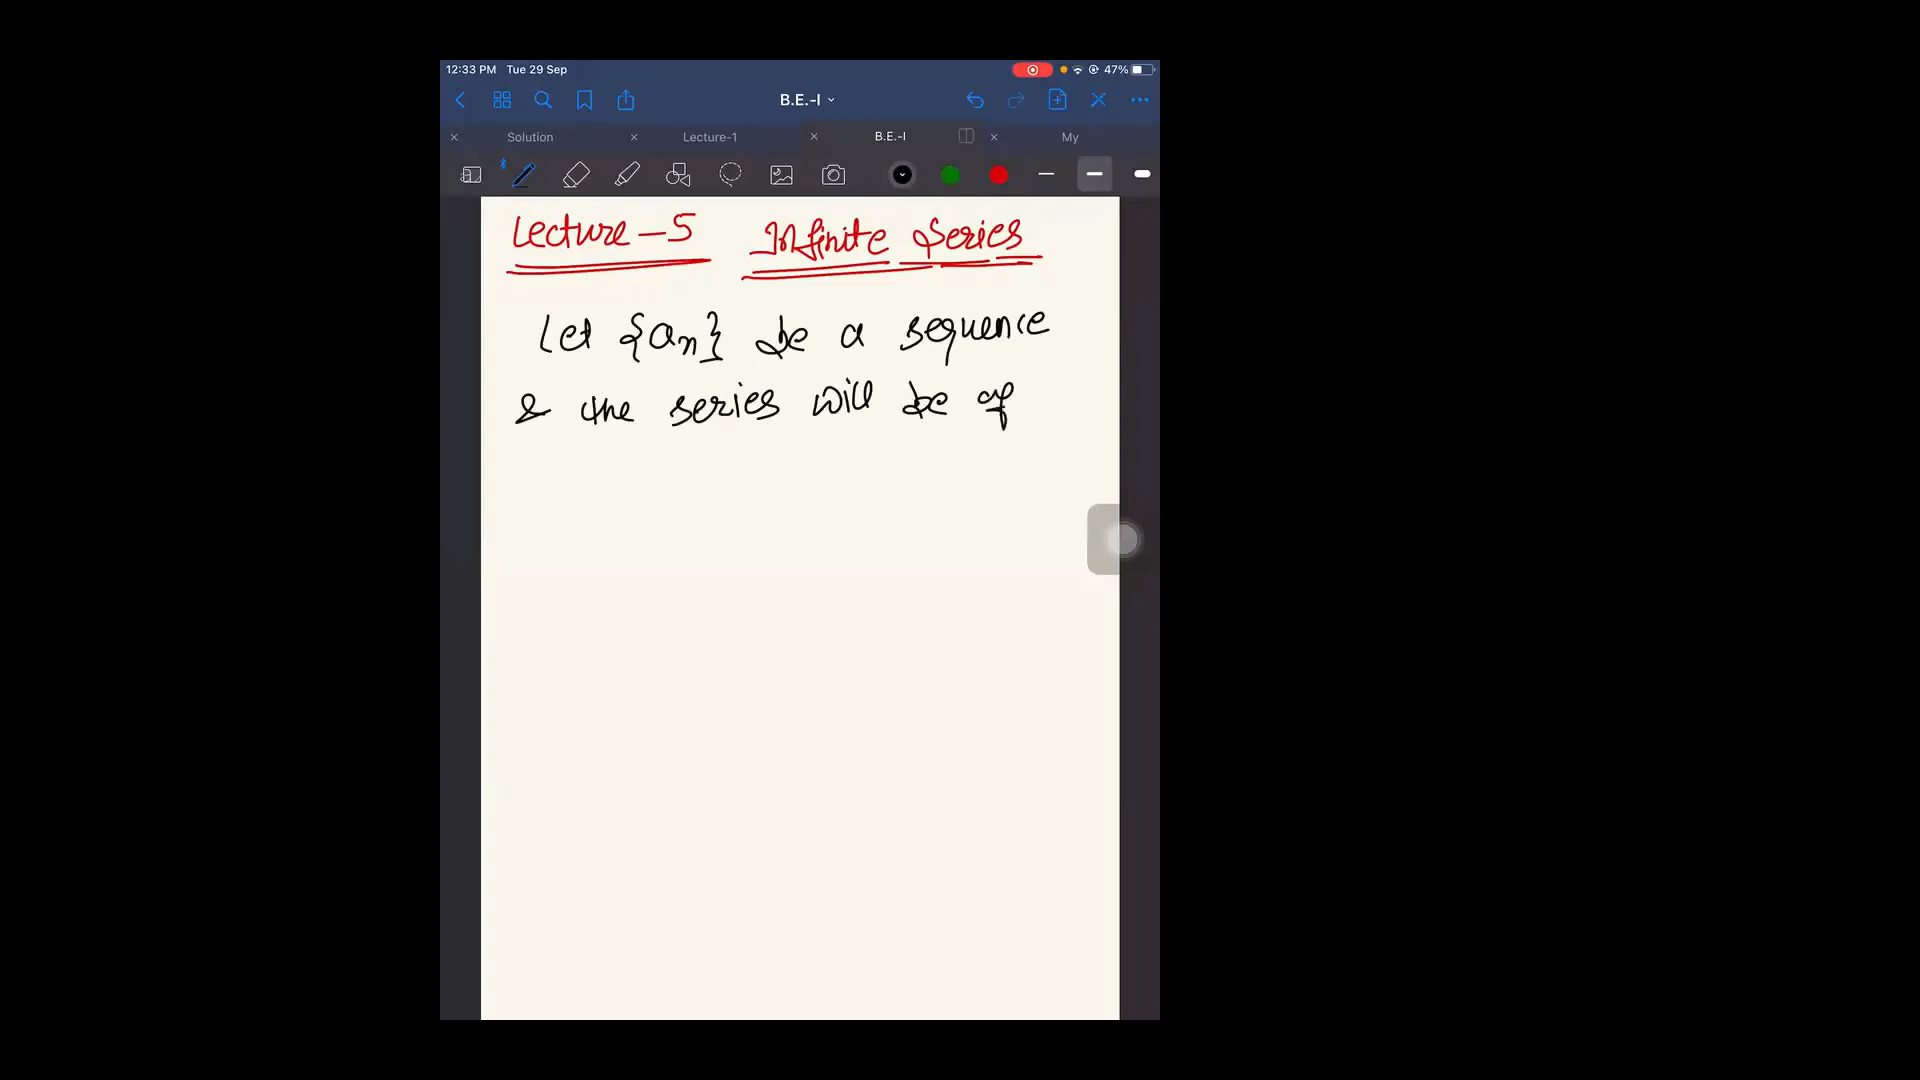 12:33 PM Tue 29 Sep 47%
B.E.-I
Solution Lecture-1 B.E.-I My
Lecture-5 Infinite Series
Let {an} be a sequence
& the series will be of